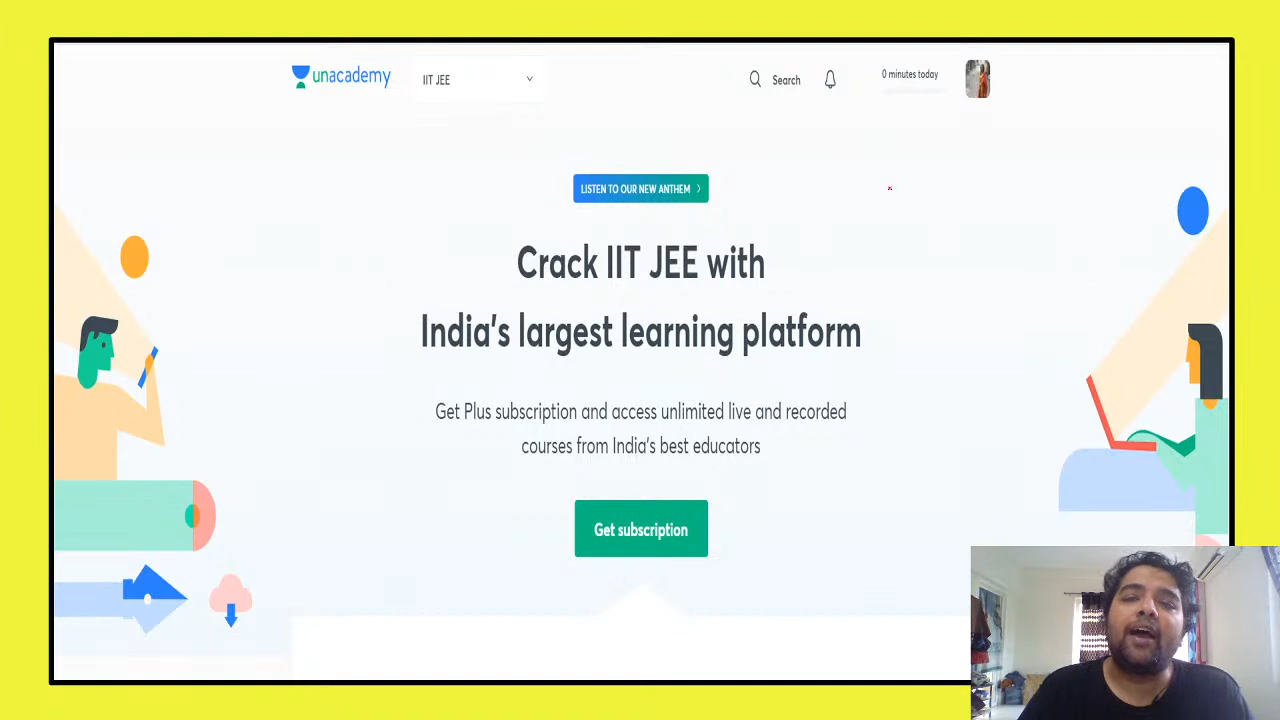 unacademy
IIT JEE
Search
0 minutes today
LISTEN TO OUR NEW ANTHEM
Crack IIT JEE with
India's largest learning platform
Get Plus subscription and access unlimited live and recorded
courses from India's best educators
Get subscription